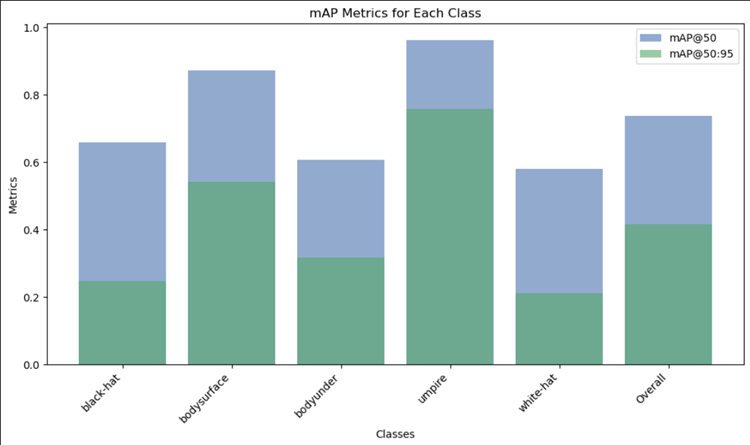 mAP Metrics for Each Class
mAP@50
mAP@50:95
Metrics
1.0
0.8
0.6
0.4
0.2
0.0
black-hat
bodysurface
bodyunder
umpire
white-hat
Overall
Classes